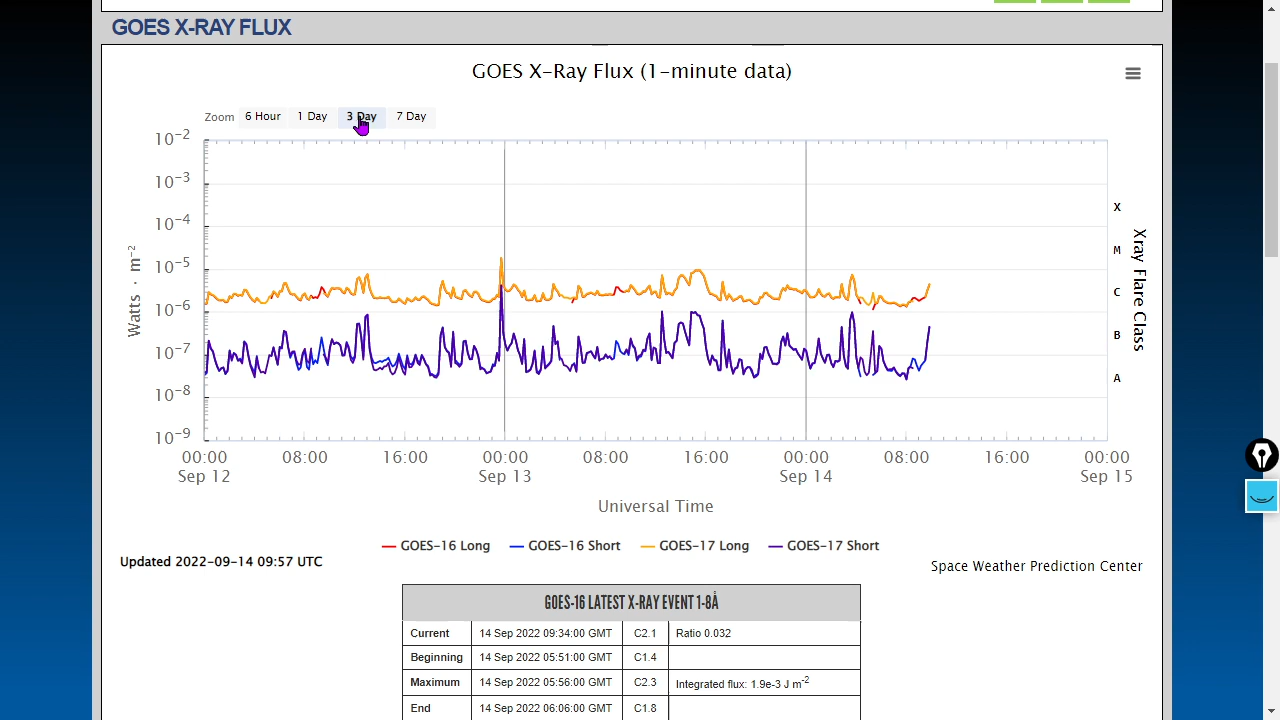 GOES X-RAY FLUX
GOES X-Ray Flux (1-minute data)
Zoom 6 Hour 1 Day 3 Day 7 Day
10⁻²
10⁻³
10⁻⁴
10⁻⁵
10⁻⁶
10⁻⁷
10⁻⁸
10⁻⁹
Watts · m⁻²
X
M
C
B
A
Xray Flare Class
00:00 08:00 16:00 00:00 08:00 16:00 00:00 08:00 16:00 00:00
Sep 12 Sep 13 Sep 14 Sep 15
Universal Time
GOES-16 Long GOES-16 Short GOES-17 Long GOES-17 Short
Updated 2022-09-14 09:57 UTC
Space Weather Prediction Center
GOES-16 LATEST X-RAY EVENT 1-8Å
Current 14 Sep 2022 09:34:00 GMT C2.1 Ratio 0.032
Beginning 14 Sep 2022 05:51:00 GMT C1.4
Maximum 14 Sep 2022 05:56:00 GMT C2.3 Integrated flux: 1.9e-3 J m⁻²
End 14 Sep 2022 06:06:00 GMT C1.8